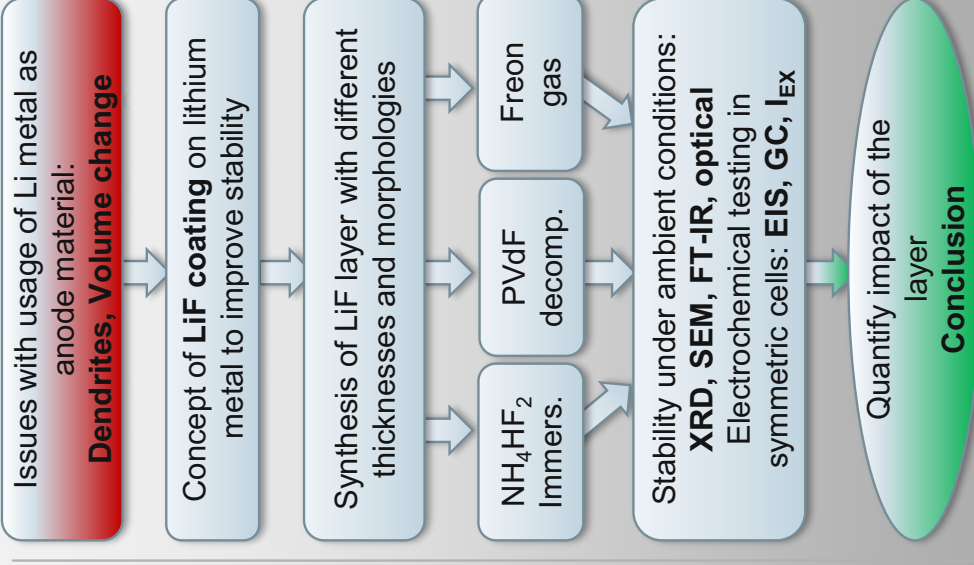 Issues with usage of Li metal as
anode material:
Dendrites, Volume change
Concept of LiF coating on lithium
metal to improve stability
Synthesis of LiF layer with different
thicknesses and morphologies
NH₄HF₂
Immers.
PVdF
decomp.
Freon
gas
Stability under ambient conditions:
XRD, SEM, FT-IR, optical
Electrochemical testing in
symmetric cells: EIS, GC, I_EX
Quantify impact of the
layer
Conclusion